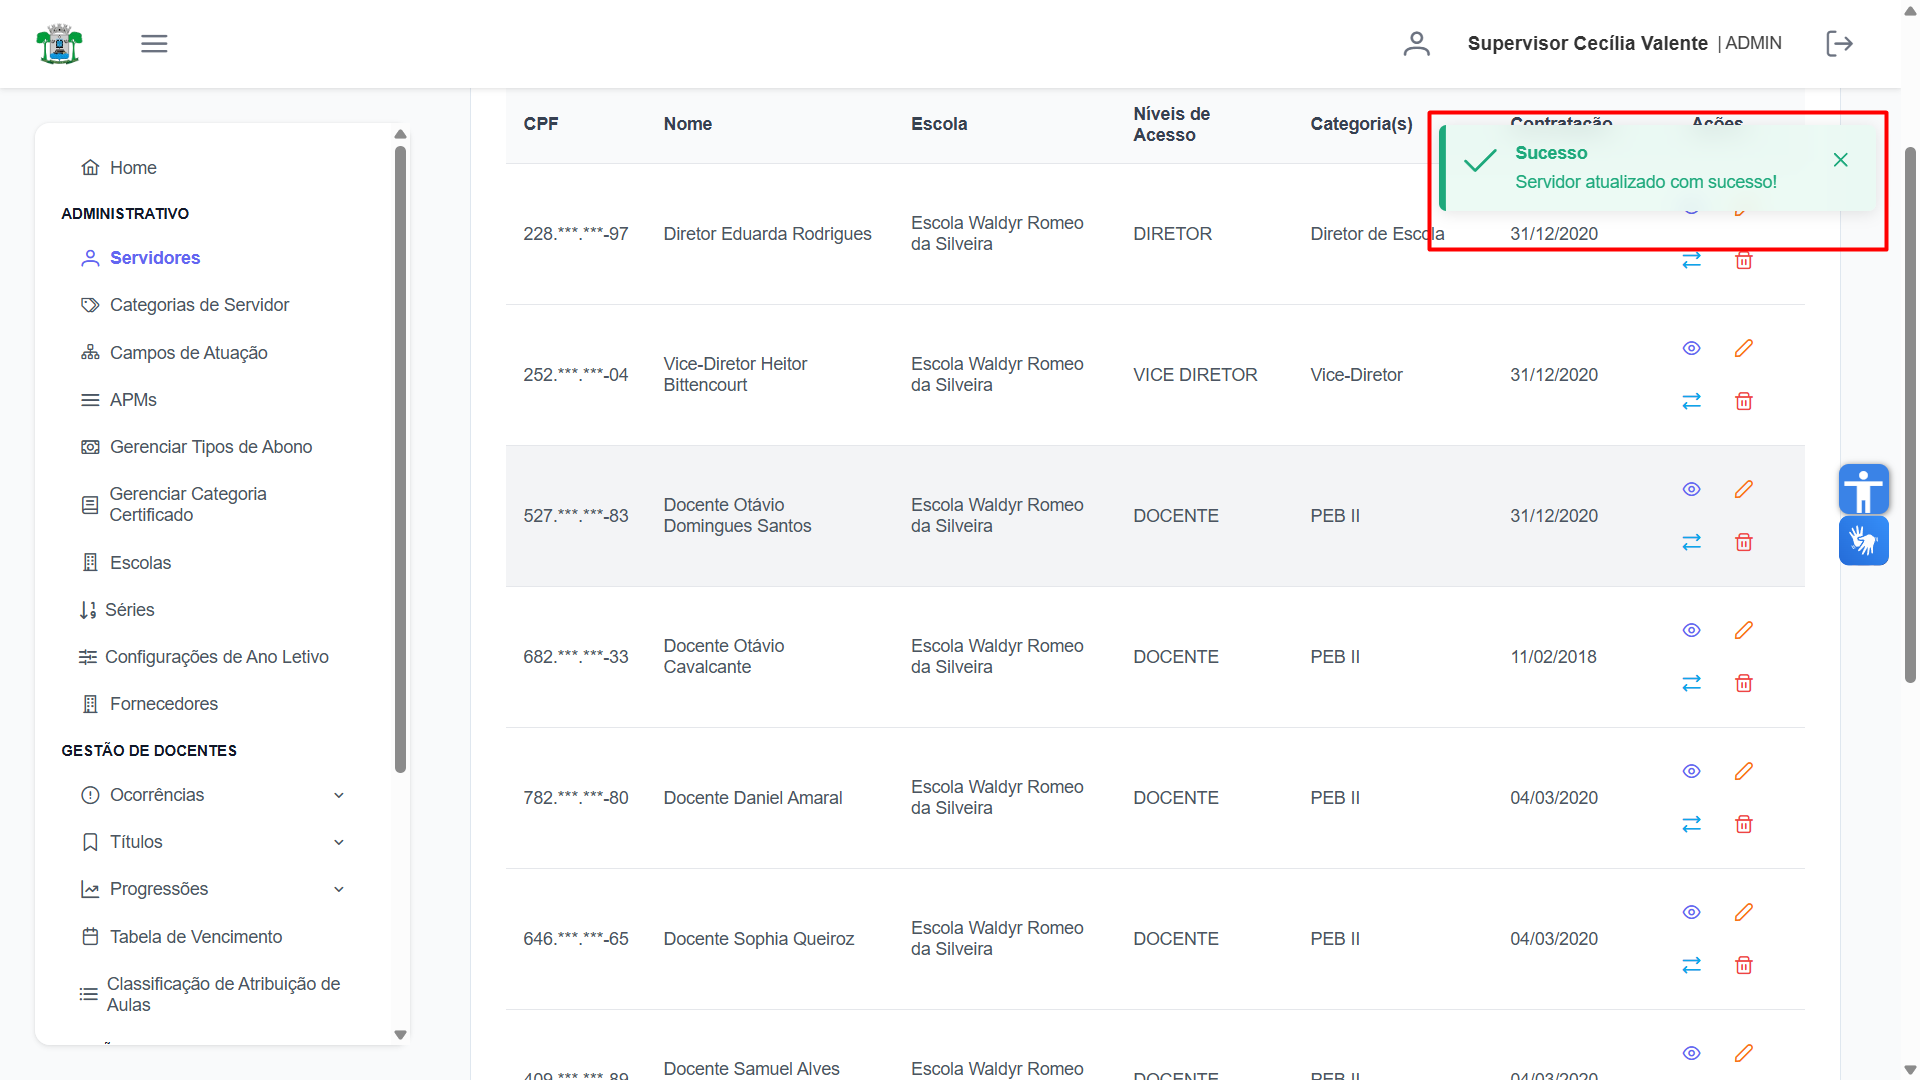 Supervisor Cecília Valente | ADMIN
Home
ADMINISTRATIVO
Servidores
Categorias de Servidor
Campos de Atuação
APMs
Gerenciar Tipos de Abono
Gerenciar Categoria
Certificado
Escolas
Séries
Configurações de Ano Letivo
Fornecedores
GESTÃO DE DOCENTES
Ocorrências
Títulos
Progressões
Tabela de Vencimento
Classificação de Atribuição de
Aulas
CPF Nome Escola Níveis de Acesso Categoria(s) Contratação Ações
Sucesso
Servidor atualizado com sucesso!
228.***.***-97 Diretor Eduarda Rodrigues Escola Waldyr Romeo da Silveira DIRETOR Diretor de Escola 31/12/2020
252.***.***-04 Vice-Diretor Heitor Bittencourt Escola Waldyr Romeo da Silveira VICE DIRETOR Vice-Diretor 31/12/2020
527.***.***-83 Docente Otávio Domingues Santos Escola Waldyr Romeo da Silveira DOCENTE PEB II 31/12/2020
682.***.***-33 Docente Otávio Cavalcante Escola Waldyr Romeo da Silveira DOCENTE PEB II 11/02/2018
782.***.***-80 Docente Daniel Amaral Escola Waldyr Romeo da Silveira DOCENTE PEB II 04/03/2020
646.***.***-65 Docente Sophia Queiroz Escola Waldyr Romeo da Silveira DOCENTE PEB II 04/03/2020
409.***.***-89 Docente Samuel Alves Escola Waldyr Romeo DOCENTE PEB II 04/03/2020